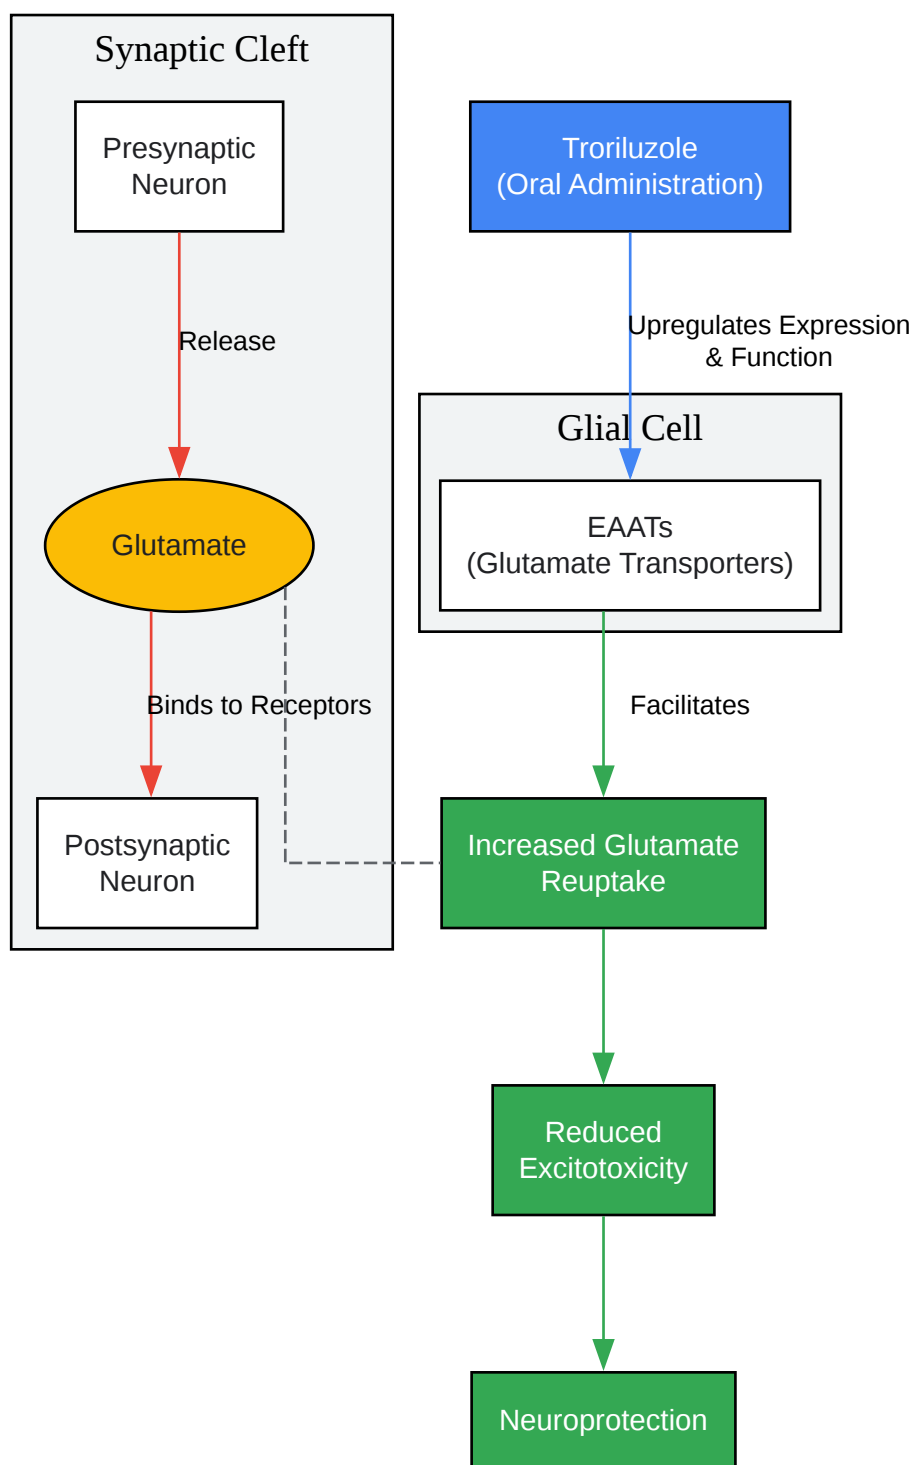 Synaptic Cleft
Presynaptic
Neuron
Troriluzole
(Oral Administration)
Release
Upregulates Expression
& Function
Glial Cell
Glutamate
EAATs
(Glutamate Transporters)
Binds to Receptors
Facilitates
Postsynaptic
Neuron
Increased Glutamate
Reuptake
Reduced
Excitotoxicity
Neuroprotection